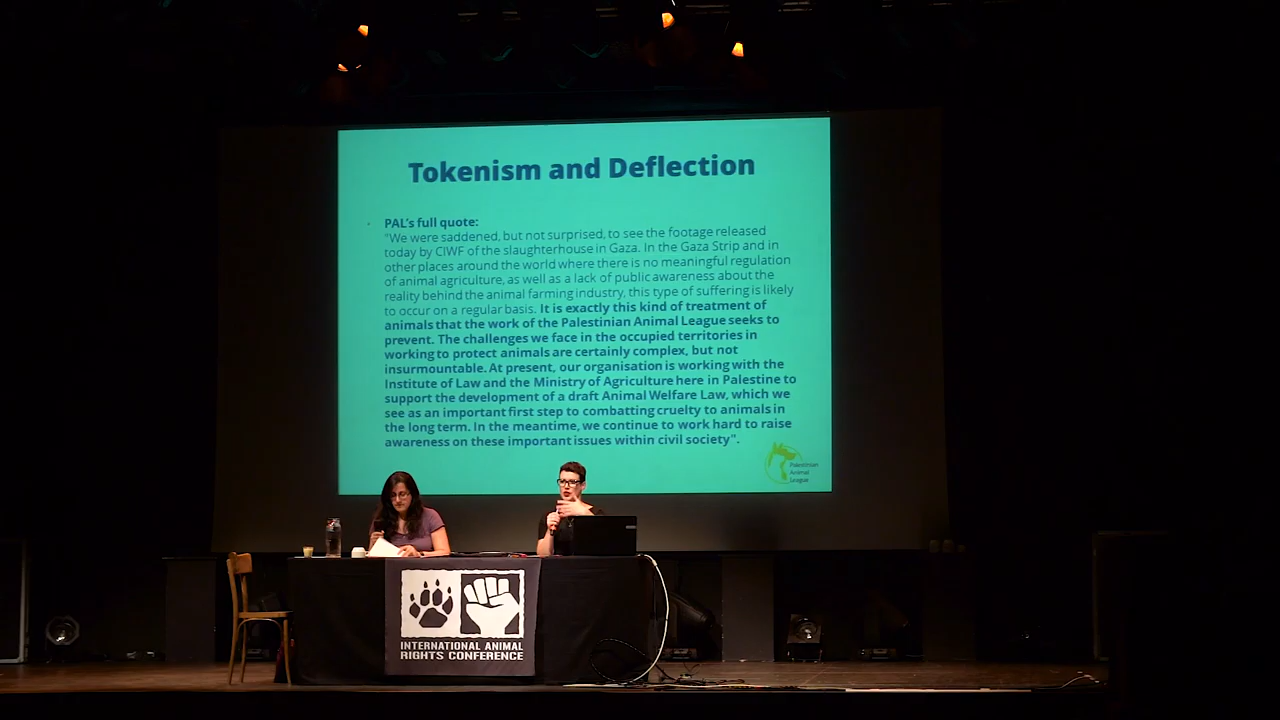 Tokenism and Deflection
PAL's full quote:
"We were saddened, but not surprised, to see the footage released
today by CIWF of the slaughterhouse in Gaza. In the Gaza Strip and in
other places around the world where there is no meaningful regulation
of animal agriculture, as well as a lack of public awareness about the
reality behind the animal farming industry, this type of suffering is likely
to occur on a regular basis. It is exactly this kind of treatment of
animals that the work of the Palestinian Animal League seeks to
prevent. The challenges we face in the occupied territories in
working to protect animals are certainly complex, but not
insurmountable. At present, our organisation is working with the
Institute of Law and the Ministry of Agriculture here in Palestine to
support the development of a draft Animal Welfare Law, which we
see as an important first step to combatting cruelty to animals in
the long term. In the meantime, we continue to work hard to raise
awareness on these important issues within civil society".
Palestinian
Animal
League
INTERNATIONAL ANIMAL
RIGHTS CONFERENCE